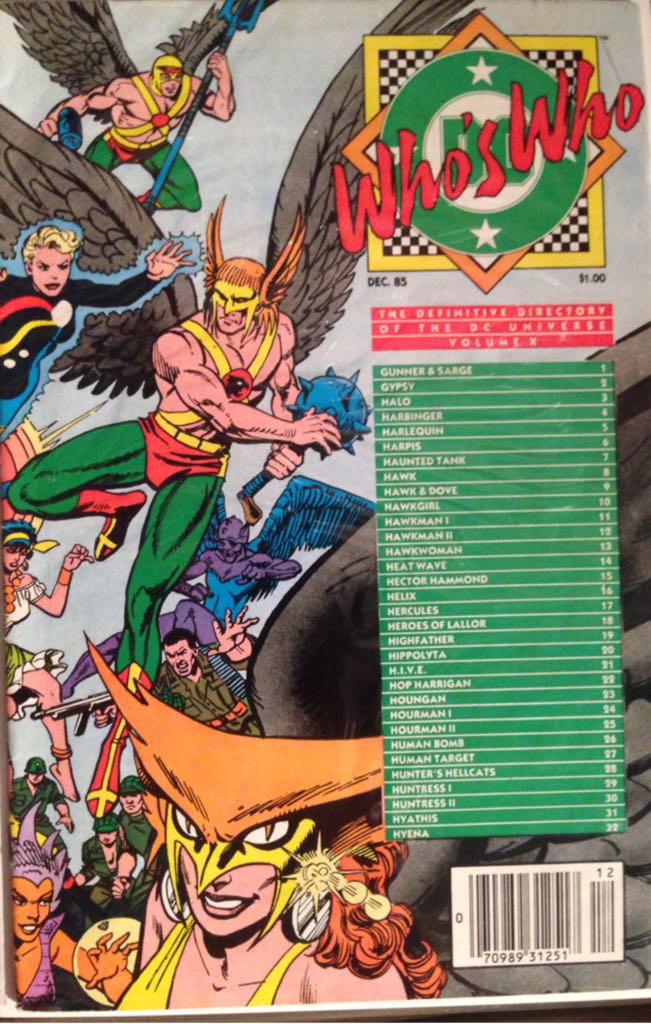 DC
Who's Who
TM
DEC. 85 $1.00
THE DEFINITIVE DIRECTORY
OF THE DC UNIVERSE
VOLUME X
GUNNER & SARGE 1
GYPSY 2
HALO 3
HARBINGER 4
HARLEQUIN 5
HARPIS 6
HAUNTED TANK 7
HAWK 8
HAWK & DOVE 9
HAWKGIRL 10
HAWKMAN I 11
HAWKMAN II 12
HAWKWOMAN 13
HEAT WAVE 14
HECTOR HAMMOND 15
HELIX 16
HERCULES 17
HEROES OF LALLOR 18
HIGHFATHER 19
HIPPOLYTA 20
H.I.V.E. 21
HOP HARRIGAN 22
HOUNGAN 23
HOURMAN I 24
HOURMAN II 25
HUMAN BOMB 26
HUMAN TARGET 27
HUNTER'S HELLCATS 28
HUNTRESS I 29
HUNTRESS II 30
HYATHIS 31
HYENA 32
12
0
70989 31251